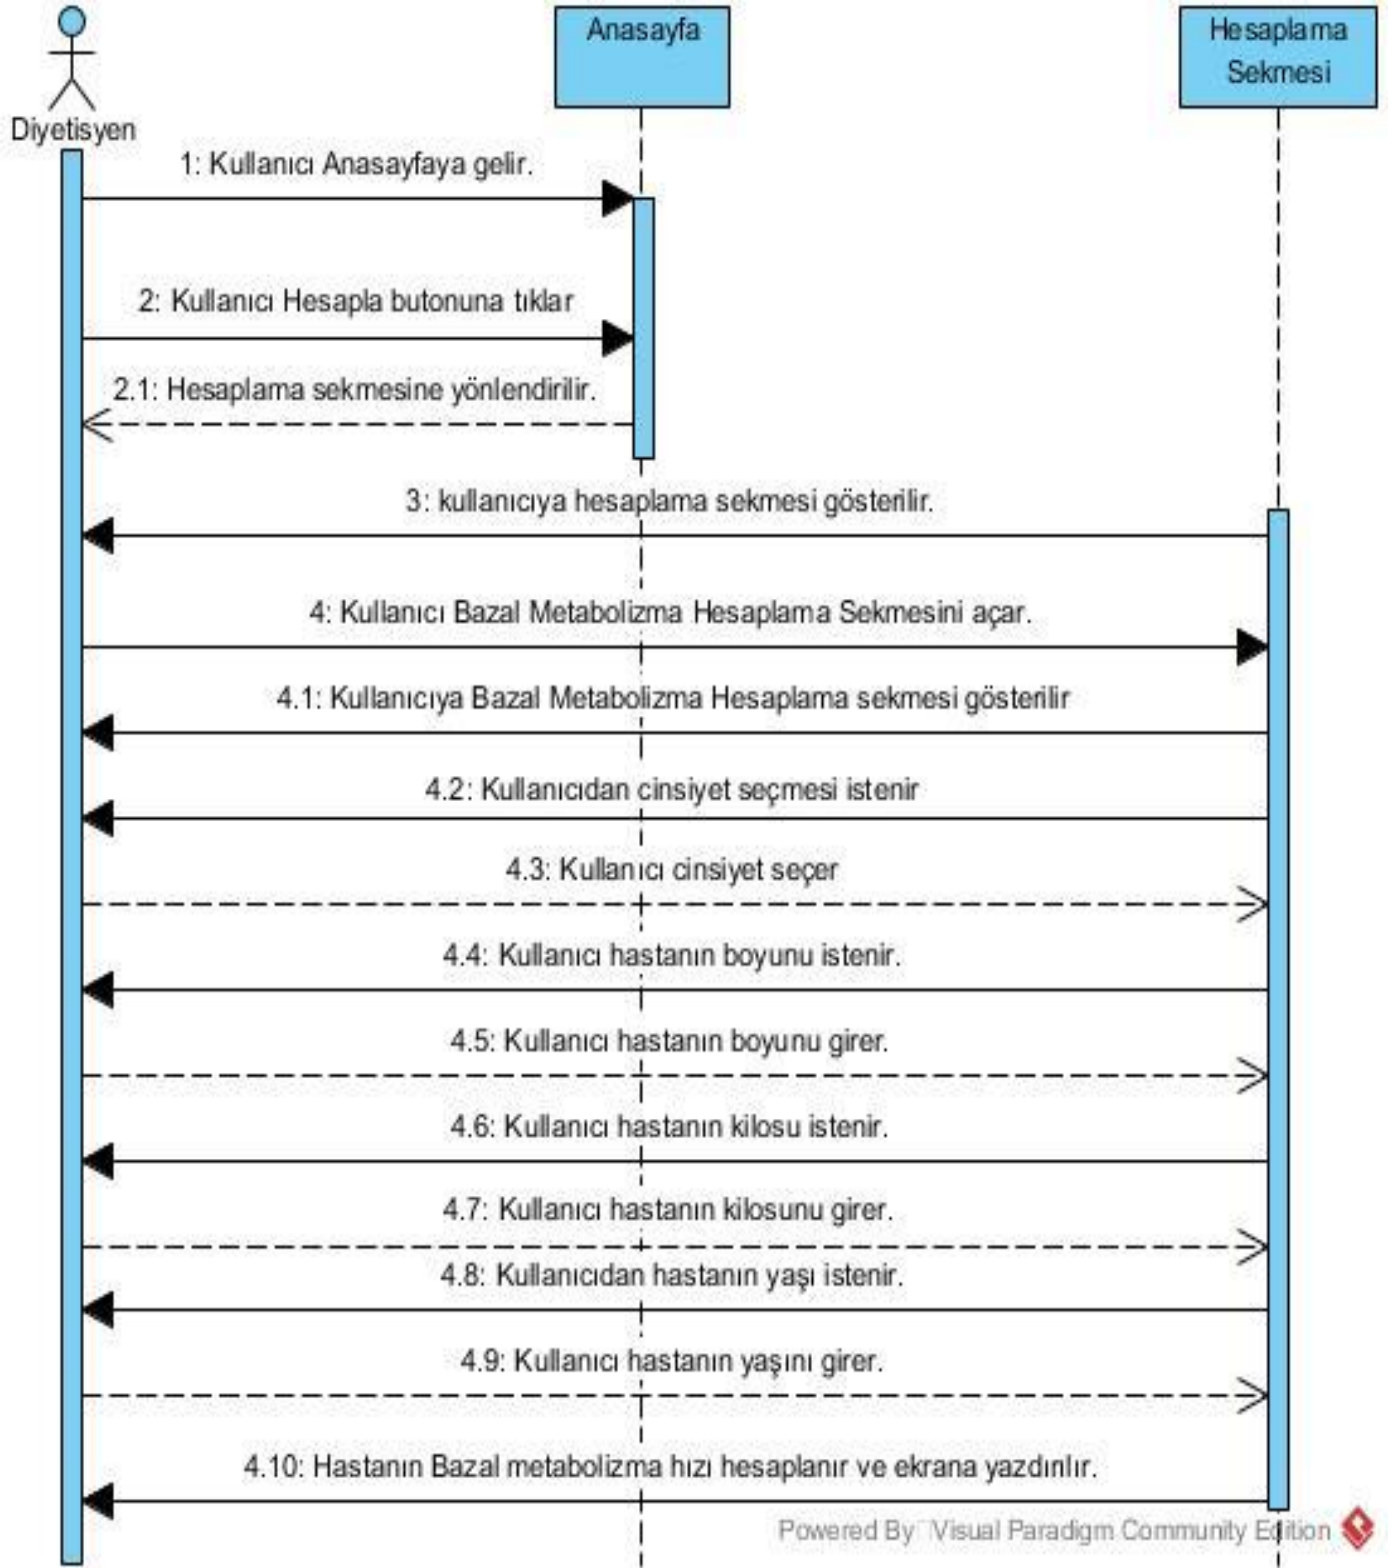 Anasayfa
Hesaplama
Sekmesi
Diyetisyen
1: Kullanıcı Anasayfaya gelir.
2: Kullanıcı Hesapla butonuna tıklar
2.1: Hesaplama sekmesine yönlendirilir.
3: kullanıcıya hesaplama sekmesi gösterilir.
4: Kullanıcı Bazal Metabolizma Hesaplama Sekmesini açar.
4.1: Kullanıcıya Bazal Metabolizma Hesaplama sekmesi gösterilir
4.2: Kullanıcıdan cinsiyet seçmesi istenir
4.3: Kullanıcı cinsiyet seçer
4.4: Kullanıcı hastanın boyunu istenir.
4.5: Kullanıcı hastanın boyunu girer.
4.6: Kullanıcı hastanın kilosu istenir.
4.7: Kullanıcı hastanın kilosunu girer.
4.8: Kullanıcıdan hastanın yaşı istenir.
4.9: Kullanıcı hastanın yaşını girer.
4.10: Hastanın Bazal metabolizma hızı hesaplanır ve ekrana yazdırılır.
Powered By Visual Paradigm Community Edition